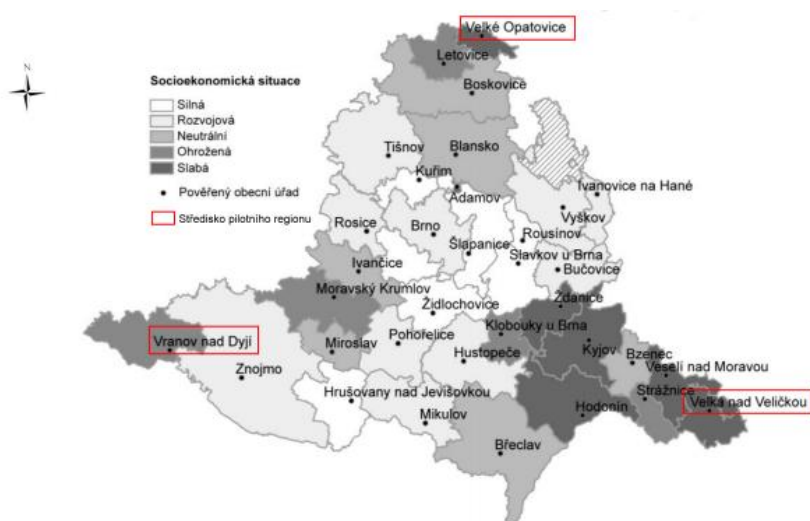 Velké Opatovice
Letovice
Boskovice
N
Socioekonomická situace
Silná
Rozvojová
Neutrální
Ohrožená
Slabá
Pověřený obecní úřad
Středisko pilotního regionu
Tišnov
Blansko
Kuřim
Adamov
Ivanovice na Hané
Vyškov
Rosice
Brno
Rousínov
Šlapanice
Slavkov u Brna
Bučovice
Ivančice
Moravský Krumlov
Židlochovice
Ždánice
Vranov nad Dyjí
Miroslav
Pohořelice
Klobouky u Brna
Hustopeče
Kyjov
Bzenec
Veselí nad Moravou
Znojmo
Strážnice
Hrušovany nad Jevišovkou
Velká nad Veličkou
Mikulov
Hodonín
Břeclav